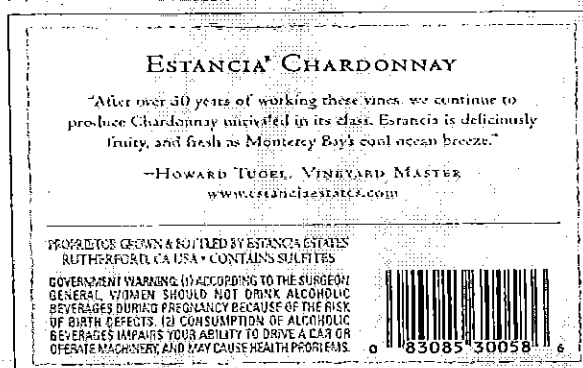 ESTANCIA® CHARDONNAY
"After over 30 years of working these vines, we continue to
produce Chardonnay unrivaled in its class. Estancia is deliciously
fruity, and fresh as Monterey Bay's cool ocean breeze."
~HOWARD TUGEL, VINEYARD MASTER
www.estanciaestates.com
PROPRIETOR GROWN & BOTTLED BY ESTANCIA ESTATES
RUTHERFORD, CA USA • CONTAINS SULFITES
GOVERNMENT WARNING: (1) ACCORDING TO THE SURGEON
GENERAL, WOMEN SHOULD NOT DRINK ALCOHOLIC
BEVERAGES DURING PREGNANCY BECAUSE OF THE RISK
OF BIRTH DEFECTS. (2) CONSUMPTION OF ALCOHOLIC
BEVERAGES IMPAIRS YOUR ABILITY TO DRIVE A CAR OR
OPERATE MACHINERY, AND MAY CAUSE HEALTH PROBLEMS.
0 83085 30058 6